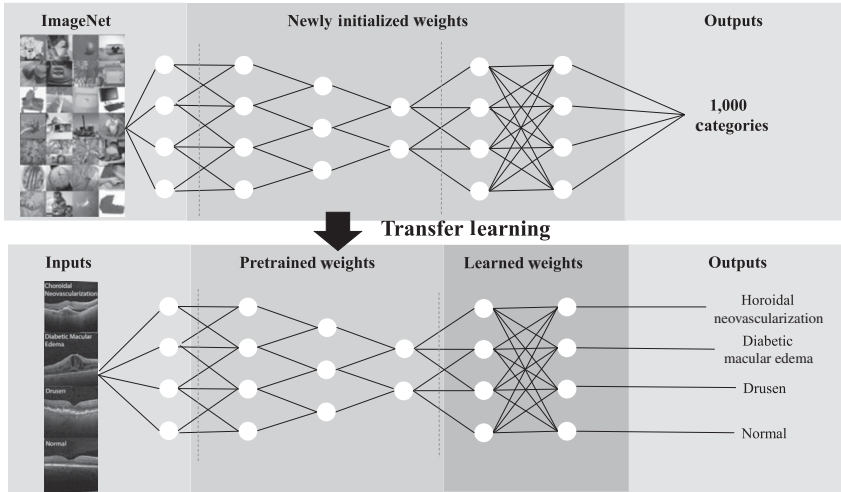 ImageNet
Newly initialized weights
Outputs
1,000
categories
Transfer learning
Inputs
Pretrained weights
Learned weights
Outputs
Choroidal
Neovascularization
Diabetic Macular
Edema
Drusen
Normal
Horoidal
neovascularization
Diabetic
macular edema
Drusen
Normal